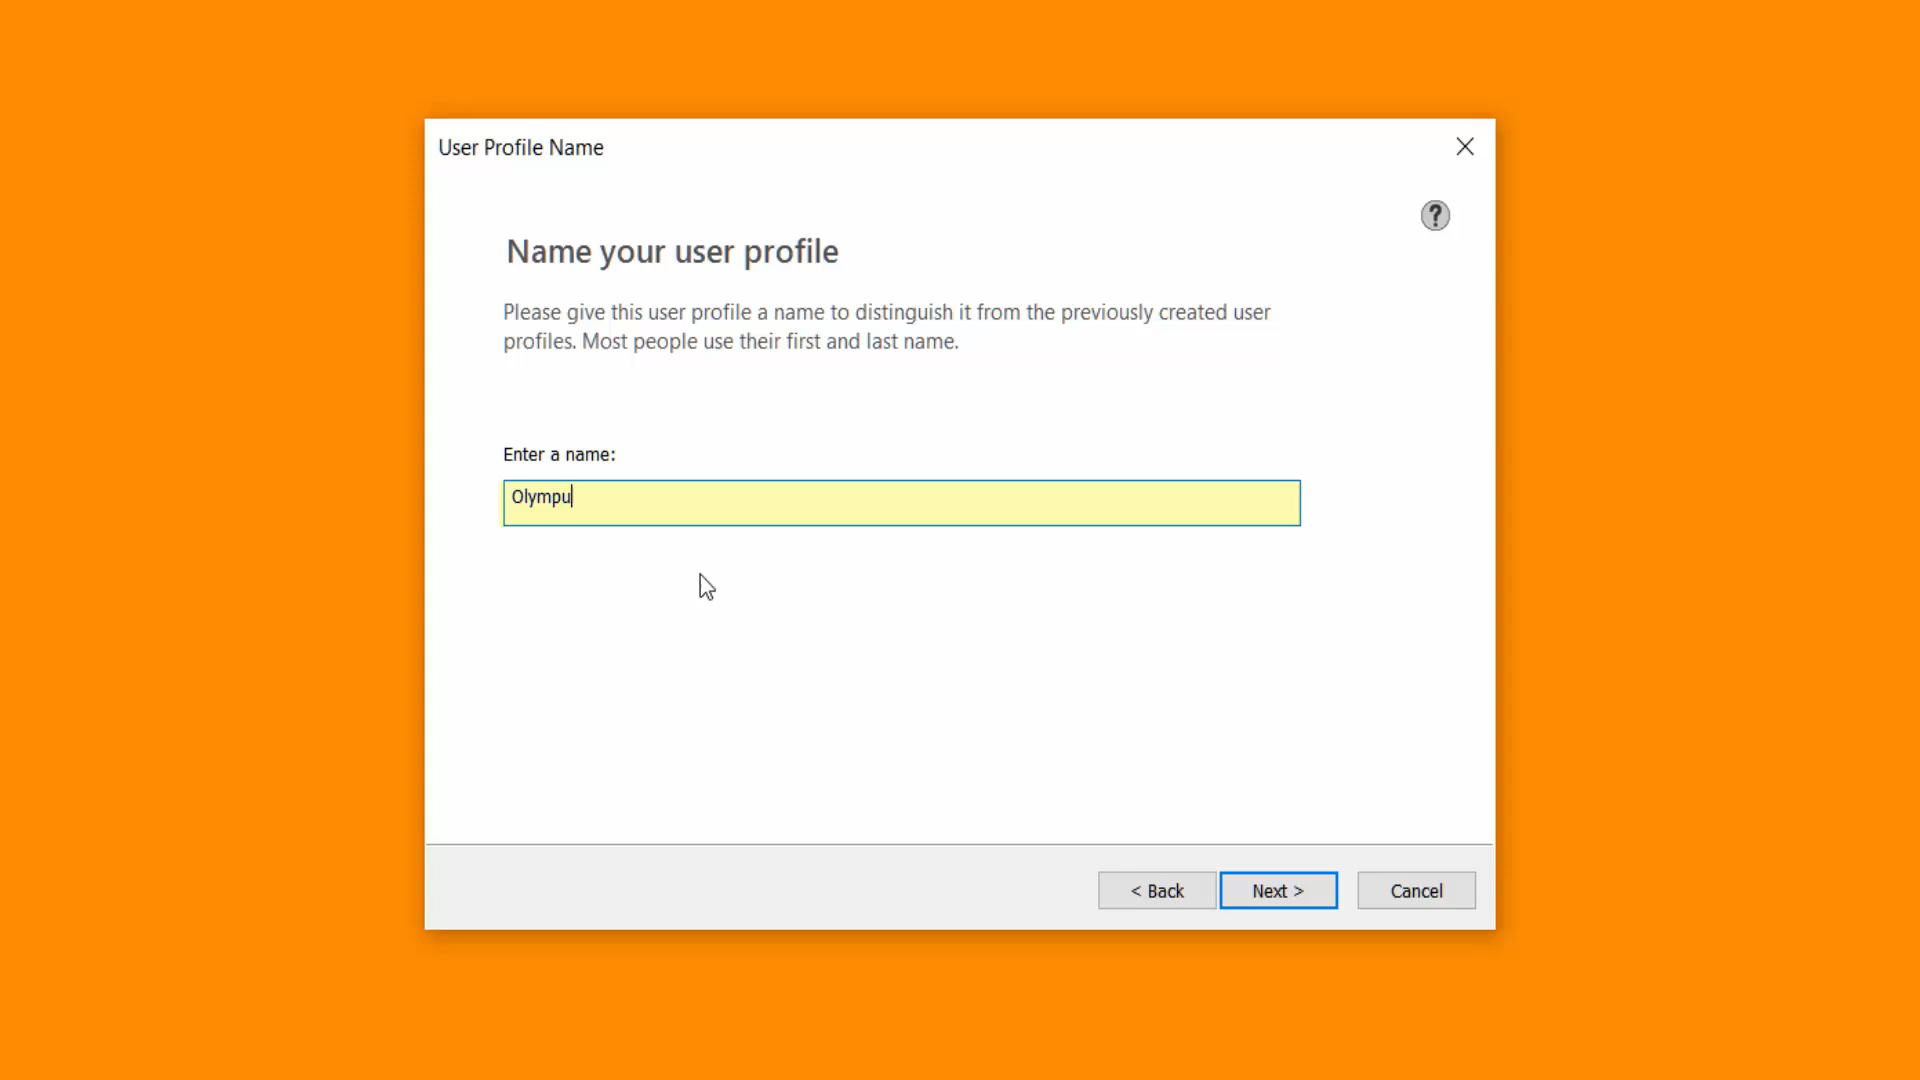 User Profile Name
?
Name your user profile
Please give this user profile a name to distinguish it from the previously created user
profiles. Most people use their first and last name.
Enter a name:
Olympu
< Back
Next >
Cancel